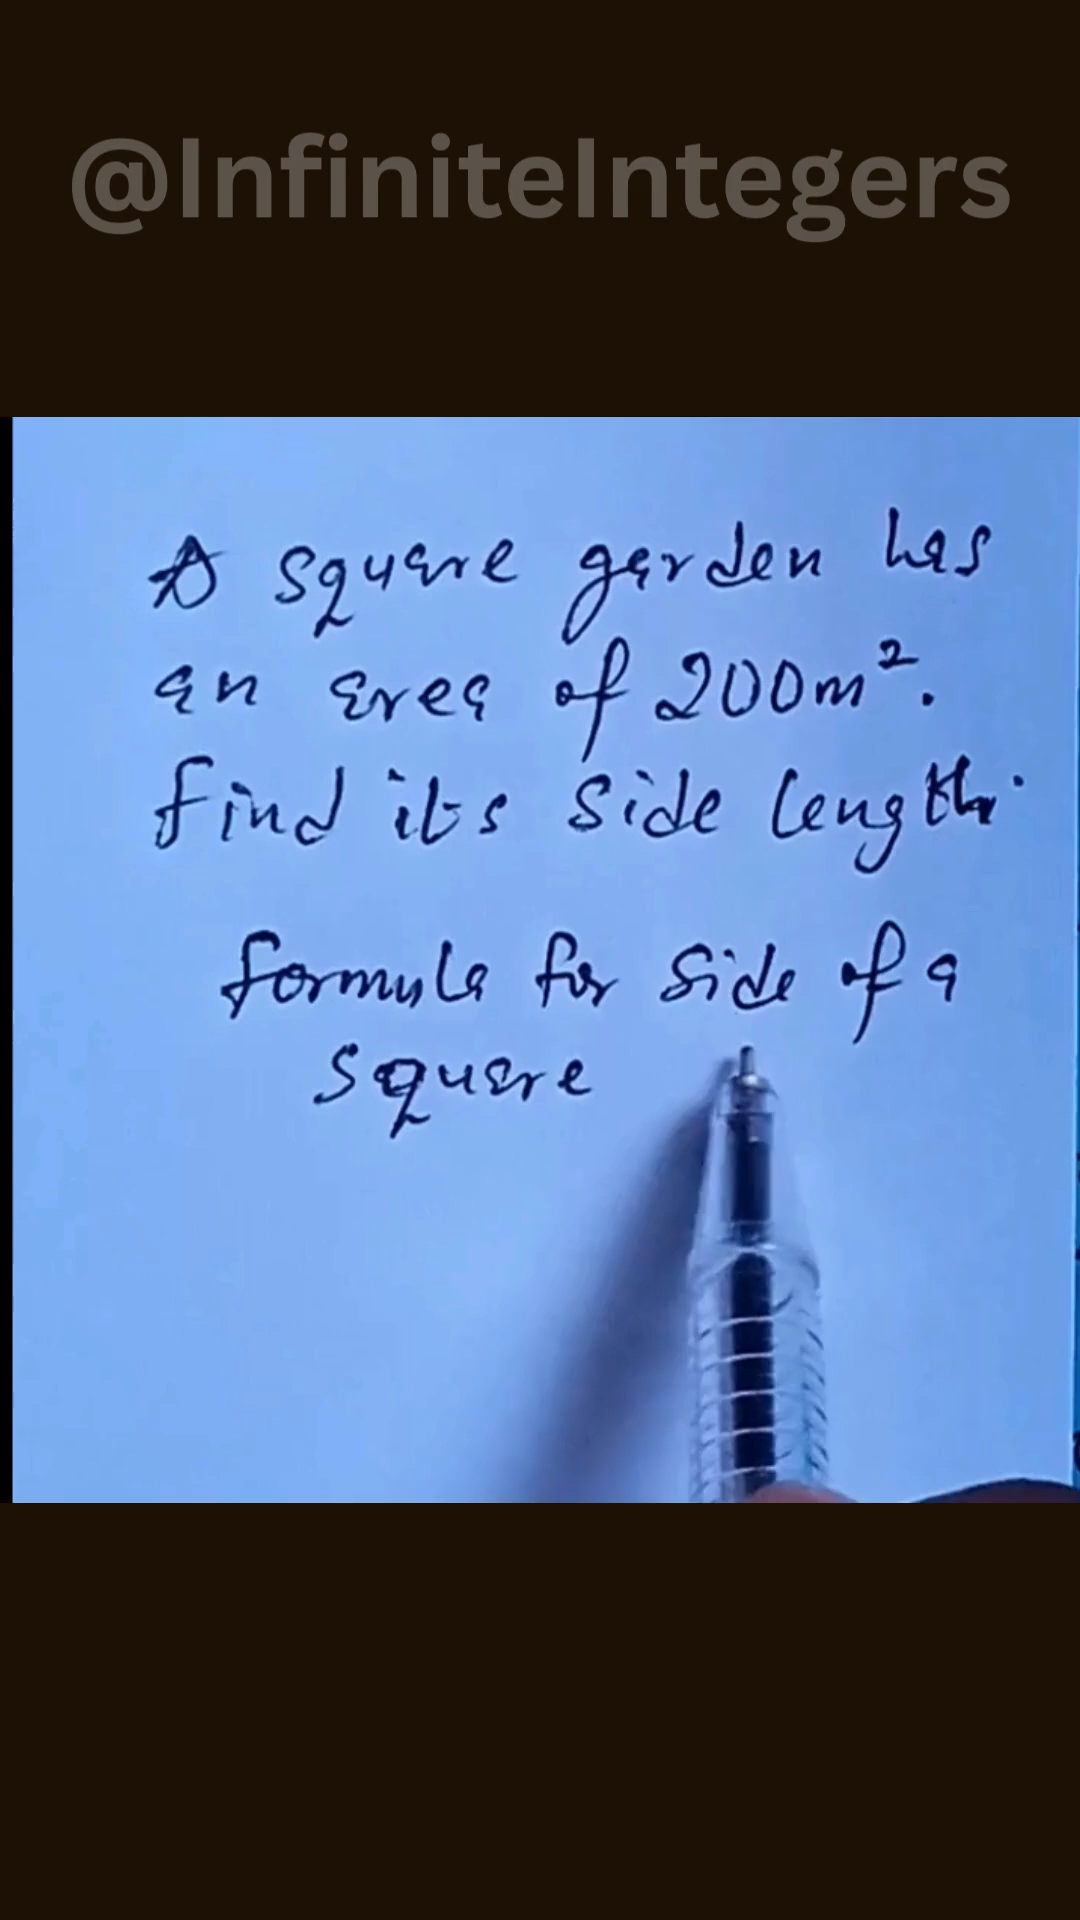 @InfiniteIntegers
A square garden has
an area of 200m².
find its side length.
formula for side of a
square